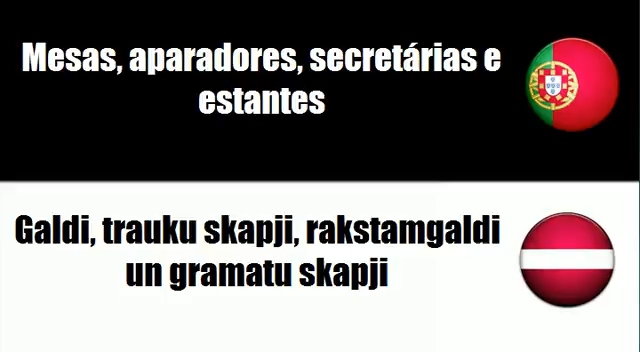 Mesas, aparadores, secretárias e
estantes
Galdi, trauku skapji, rakstamgaldi
un gramatu skapji